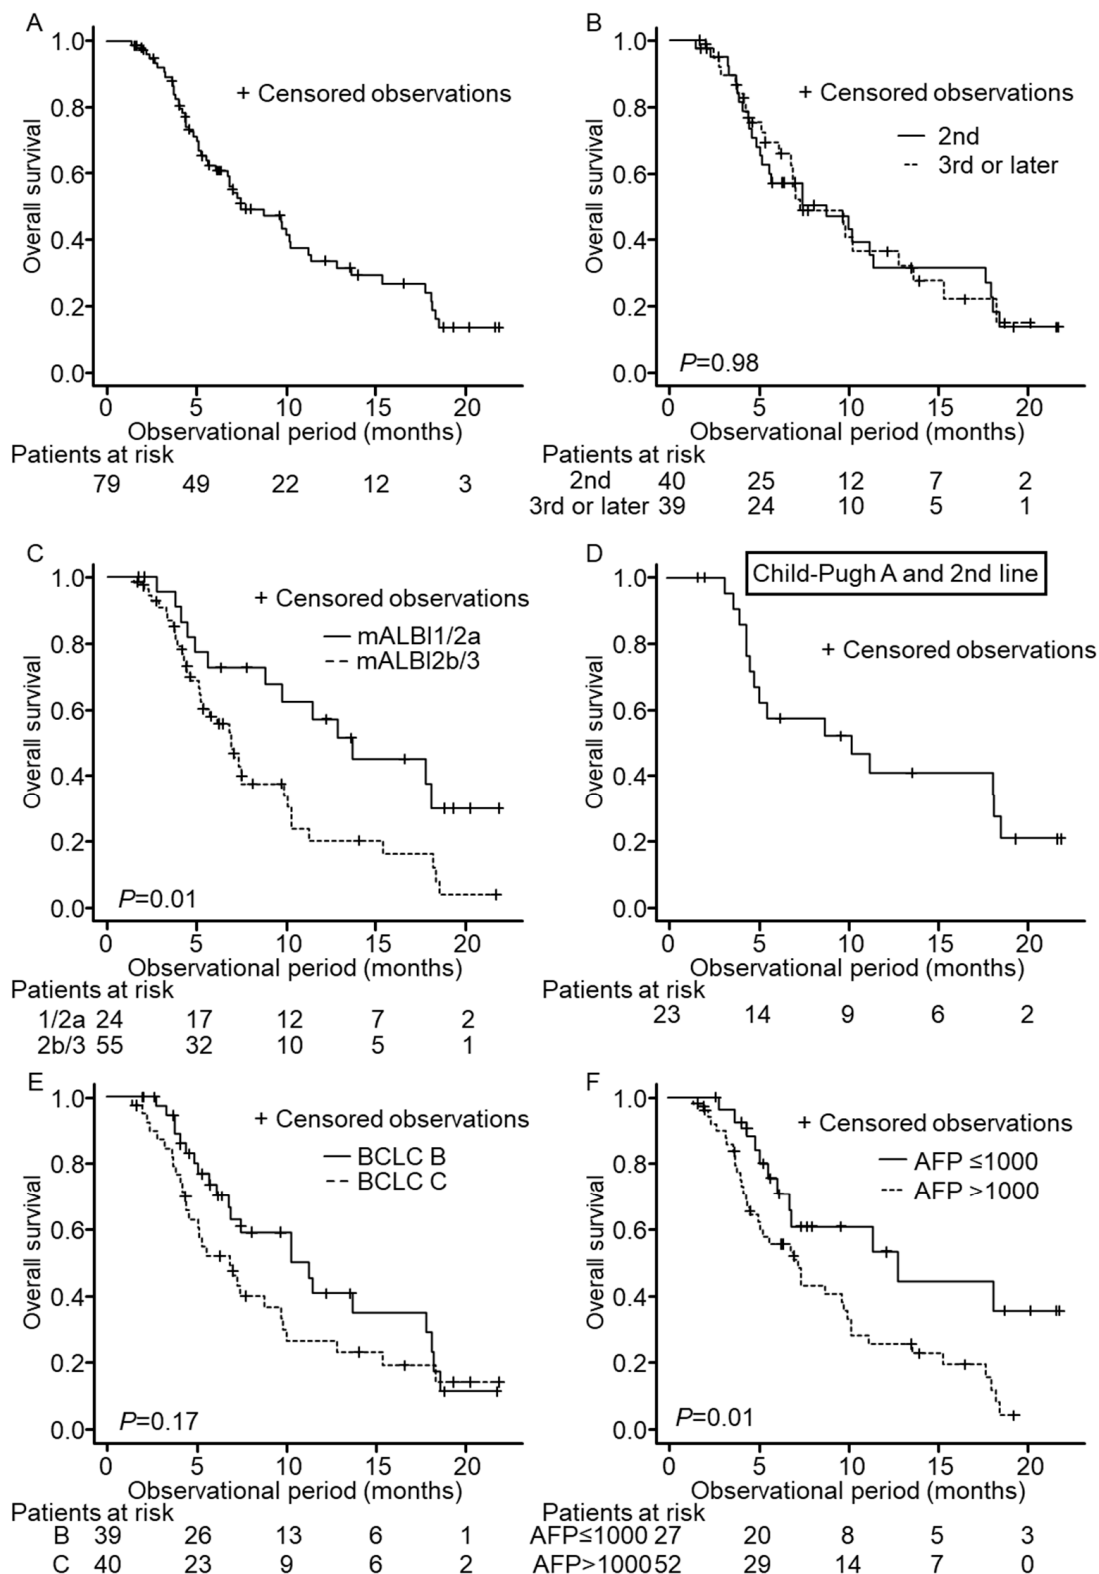 A
1.0
0.8
0.6
0.4
0.2
0.0
Overall survival
+ Censored observations
0 5 10 15 20
Observational period (months)
Patients at risk
79 49 22 12 3
B
1.0
0.8
0.6
0.4
0.2
0.0
Overall survival
+ Censored observations
2nd
3rd or later
P=0.98
0 5 10 15 20
Observational period (months)
Patients at risk
2nd 40 25 12 7 2
3rd or later 39 24 10 5 1
C
1.0
0.8
0.6
0.4
0.2
0.0
Overall survival
+ Censored observations
mALBI1/2a
mALBI2b/3
P=0.01
0 5 10 15 20
Observational period (months)
Patients at risk
1/2a 24 17 12 7 2
2b/3 55 32 10 5 1
D
Child-Pugh A and 2nd line
1.0
0.8
0.6
0.4
0.2
0.0
Overall survival
+ Censored observations
0 5 10 15 20
Observational period (months)
Patients at risk
23 14 9 6 2
E
1.0
0.8
0.6
0.4
0.2
0.0
Overall survival
+ Censored observations
BCLC B
BCLC C
P=0.17
0 5 10 15 20
Observational period (months)
Patients at risk
B 39 26 13 6 1
C 40 23 9 6 2
F
1.0
0.8
0.6
0.4
0.2
0.0
Overall survival
+ Censored observations
AFP ≤1000
AFP >1000
P=0.01
0 5 10 15 20
Observational period (months)
Patients at risk
AFP≤1000 27 20 8 5 3
AFP>1000 52 29 14 7 0